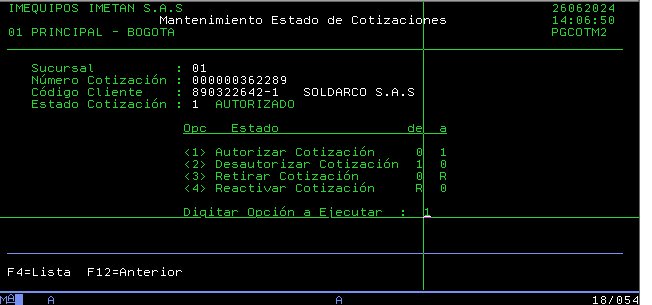 IMEQUIPOS IMETAN S.A.S 26062024
Mantenimiento Estado de Cotizaciones 14:06:50
01 PRINCIPAL - BOGOTA PGCOTM2
Sucursal : 01
Número Cotización : 000000362289
Código Cliente : 890322642-1 SOLDARCO S.A.S
Estado Cotización : 1 AUTORIZADO
Opc Estado de a
<1> Autorizar Cotización 0 1
<2> Desautorizar Cotización 1 0
<3> Retirar Cotización 0 R
<4> Reactivar Cotización R 0
Digitar Opción a Ejecutar : 1
F4=Lista F12=Anterior
MA A A 18/054